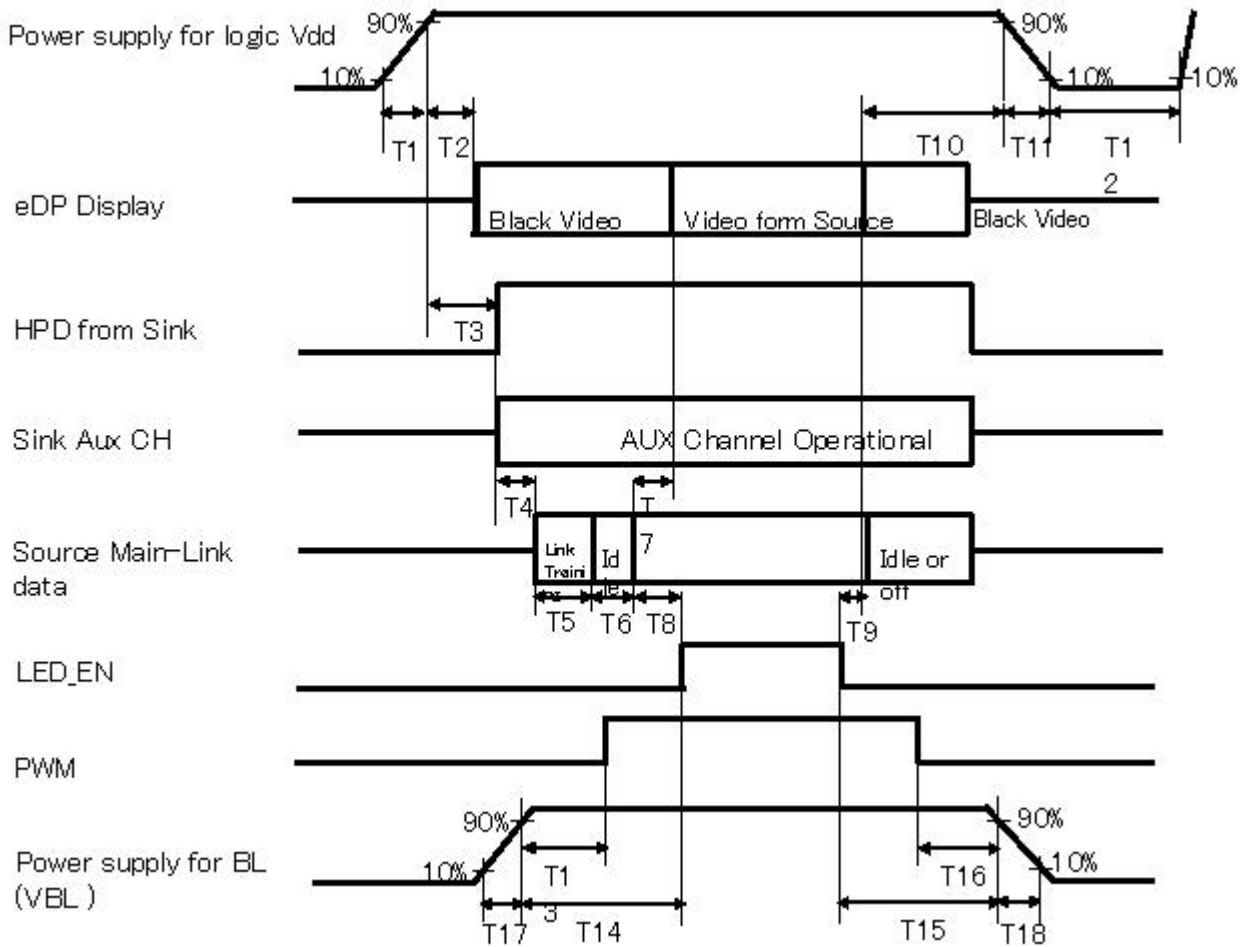 Power supply for logic Vdd
90%
90%
10%
10%
10%
T1
T2
T10
T11
T1
2
eDP Display
Black Video
Video form Source
Black Video
HPD from Sink
T3
Sink Aux CH
AUX Channel Operational
T4
T
7
Source Main-Link
data
Link
Traini
Id
le
Idle or
off
T5
T6
T8
T9
LED_EN
PWM
90%
90%
Power supply for BL
(VBL )
10%
10%
T1
3
T16
T17
T14
T15
T18